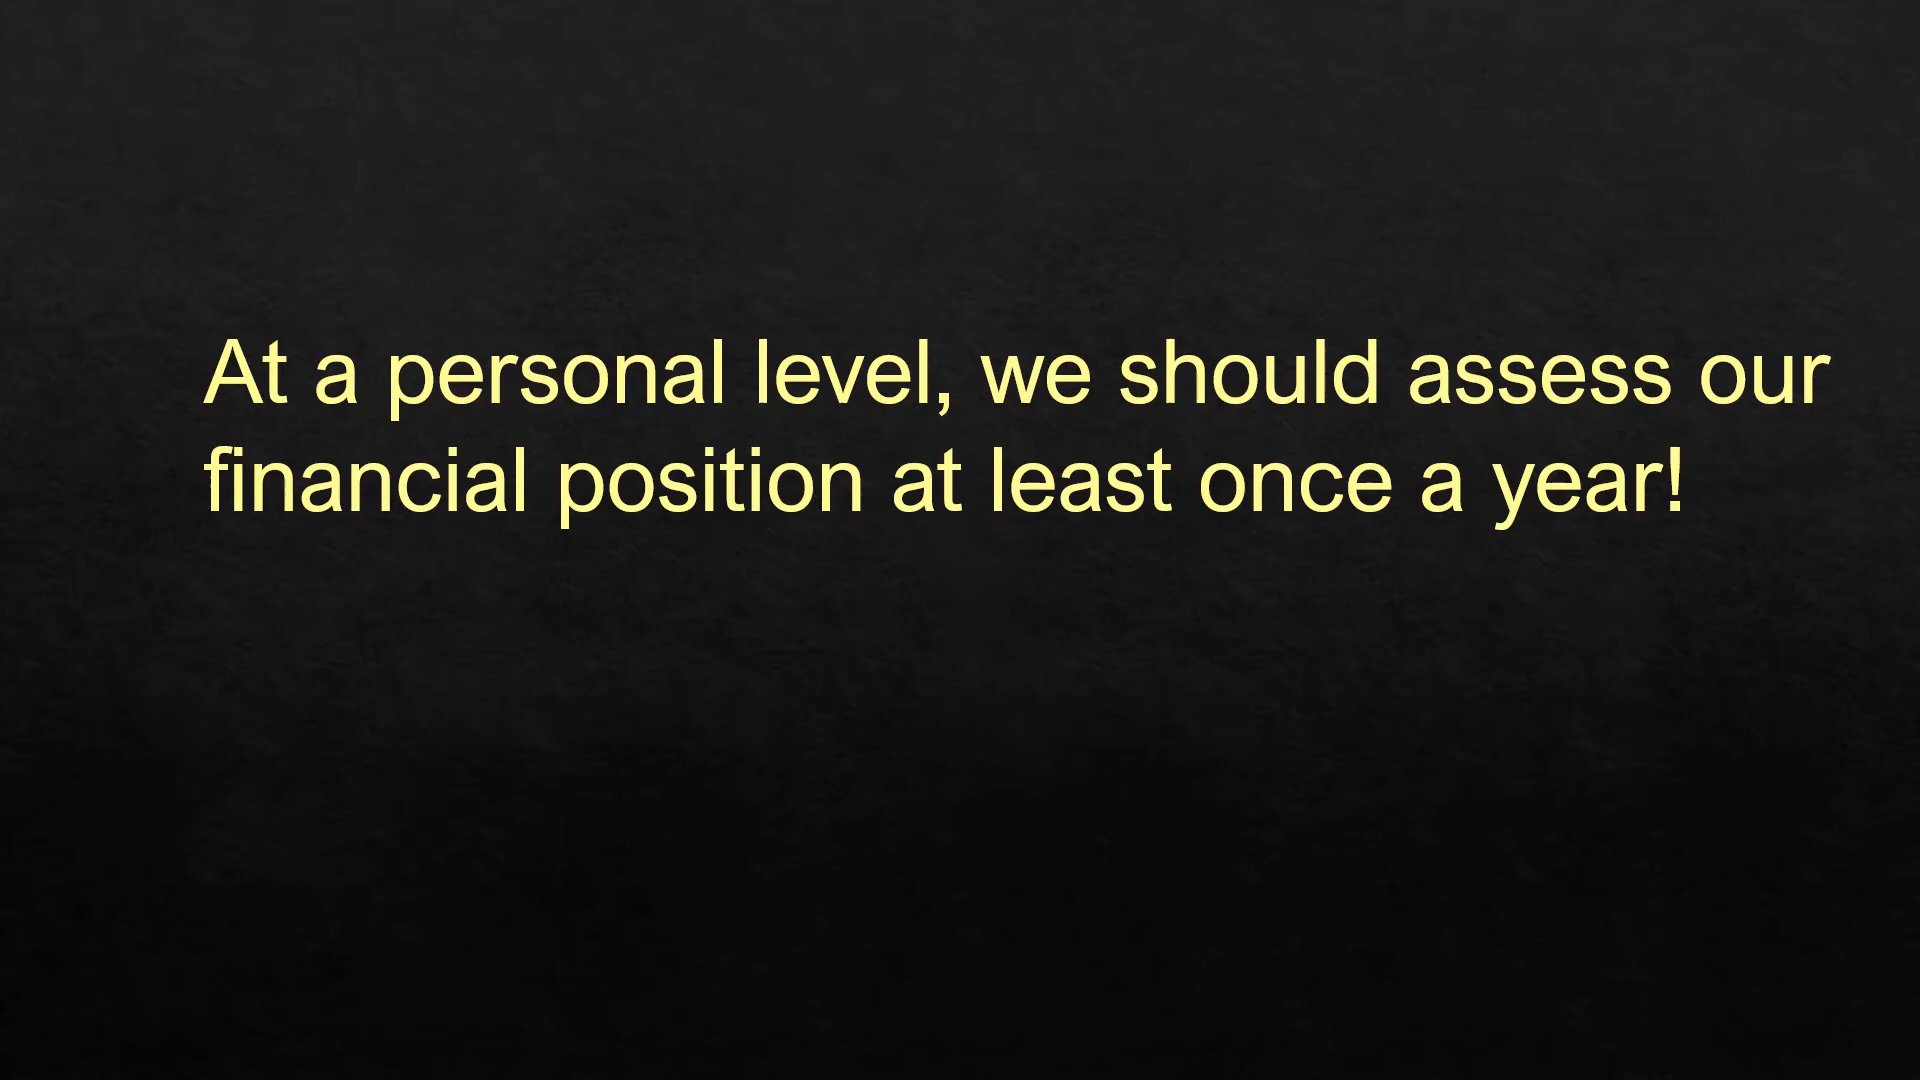 At a personal level, we should assess our
financial position at least once a year!